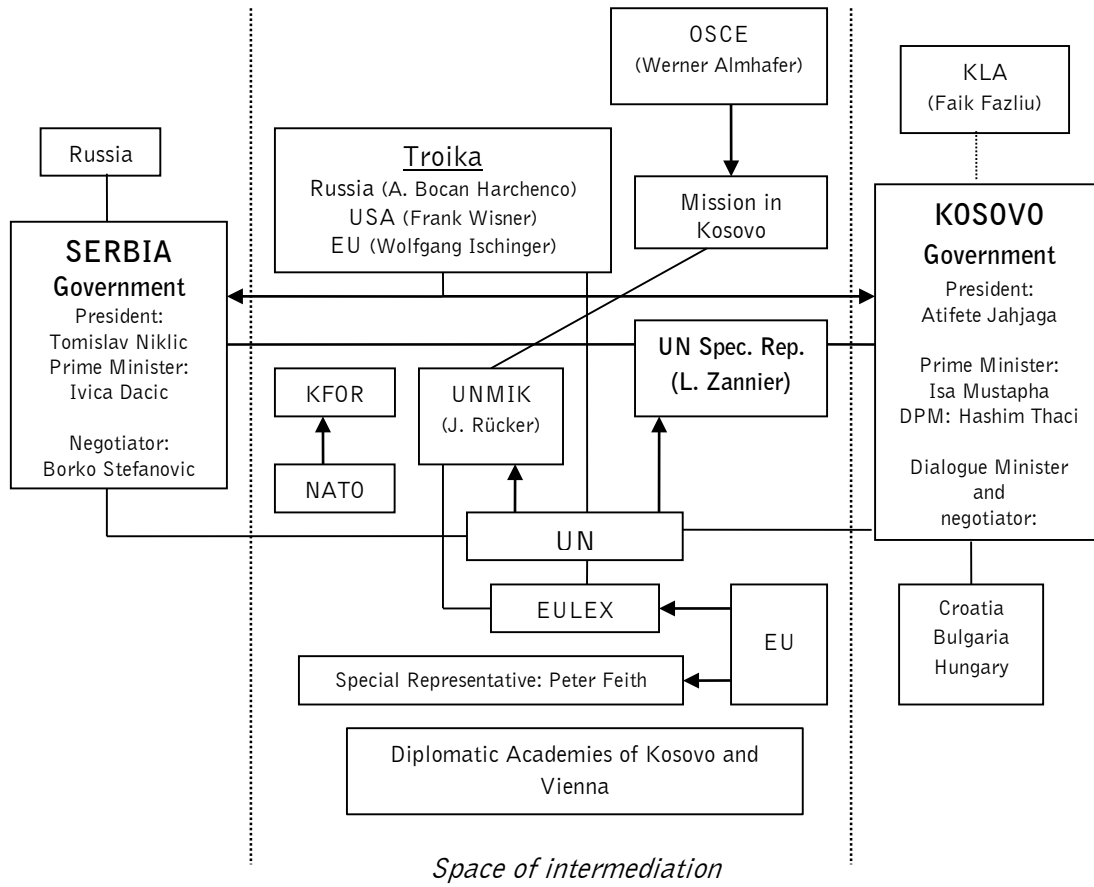 OSCE
(Werner Almhafer)
KLA
(Faik Fazliu)
Russia
Troika
Russia (A. Bocan Harchenco)
USA (Frank Wisner)
EU (Wolfgang Ischinger)
Mission in
Kosovo
SERBIA
Government
President:
Tomislav Niklic
Prime Minister:
Ivica Dacic
Negotiator:
Borko Stefanovic
KOSOVO
Government
President:
Atifete Jahjaga
Prime Minister:
Isa Mustapha
DPM: Hashim Thaci
Dialogue Minister
and
negotiator:
UN Spec. Rep.
(L. Zannier)
KFOR
UNMIK
(J. Rücker)
NATO
UN
EULEX
EU
Croatia
Bulgaria
Hungary
Special Representative: Peter Feith
Diplomatic Academies of Kosovo and
Vienna
Space of intermediation